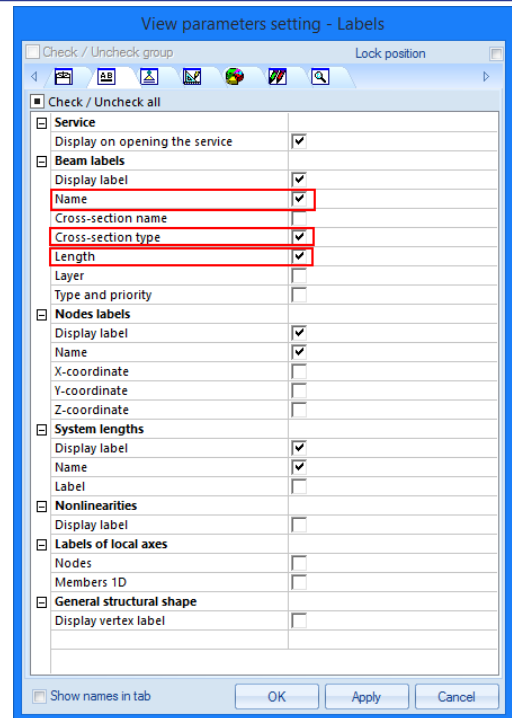 View parameters setting - Labels
Check / Uncheck group Lock position
AB
Check / Uncheck all
Service
Display on opening the service
Beam labels
Display label
Name
Cross-section name
Cross-section type
Length
Layer
Type and priority
Nodes labels
Display label
Name
X-coordinate
Y-coordinate
Z-coordinate
System lengths
Display label
Name
Label
Nonlinearities
Display label
Labels of local axes
Nodes
Members 1D
General structural shape
Display vertex label
Show names in tab OK Apply Cancel